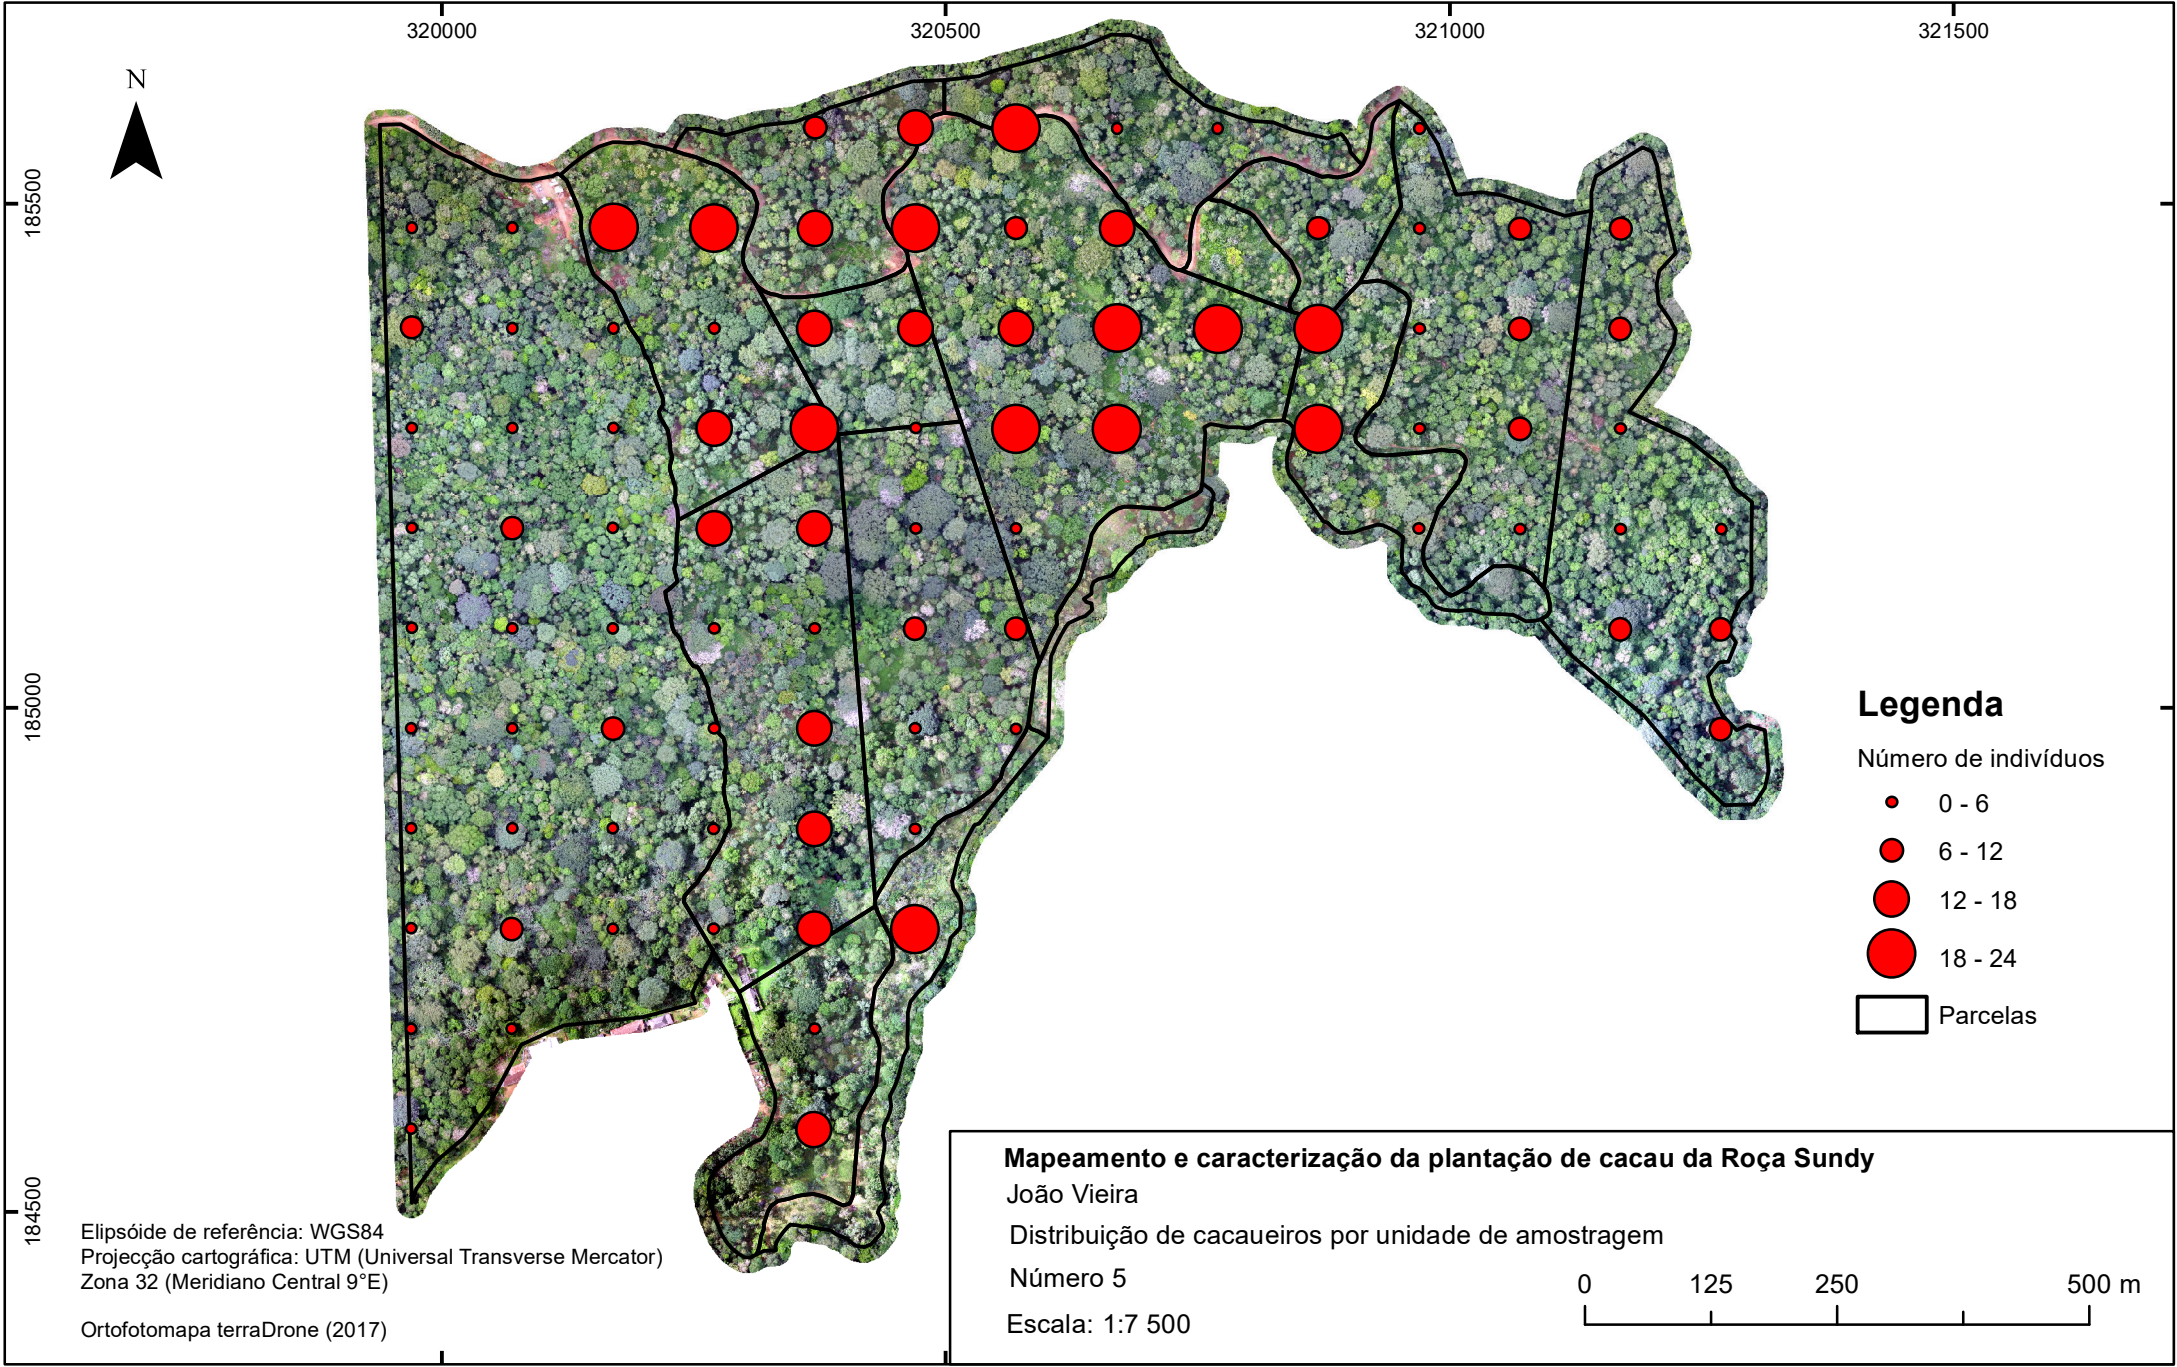 320000
320500
321000
321500
N
185500
185000
184500
Legenda
Número de indivíduos
0 - 6
6 - 12
12 - 18
18 - 24
Parcelas
Elipsóide de referência: WGS84
Projecção cartográfica: UTM (Universal Transverse Mercator)
Zona 32 (Meridiano Central 9°E)
Ortofotomapa terraDrone (2017)
Mapeamento e caracterização da plantação de cacau da Roça Sundy
João Vieira
Distribuição de cacaueiros por unidade de amostragem
Número 5
Escala: 1:7 500
0 125 250 500 m